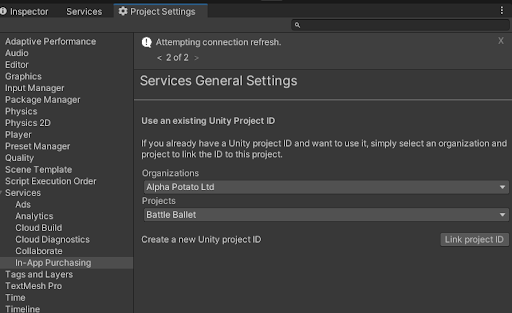 Inspector Services Project Settings
Attempting connection refresh.
X
< 2 of 2 >
Adaptive Performance
Audio
Editor
Graphics
Input Manager
Package Manager
Physics
Physics 2D
Player
Preset Manager
Quality
Scene Template
Script Execution Order
Services
Ads
Analytics
Cloud Build
Cloud Diagnostics
Collaborate
In-App Purchasing
Tags and Layers
TextMesh Pro
Time
Timeline
Services General Settings
Use an existing Unity Project ID
If you already have a Unity project ID and want to use it, simply select an organization and
project to link the ID to this project.
Organizations
Alpha Potato Ltd
Projects
Battle Ballet
Create a new Unity project ID
Link project ID